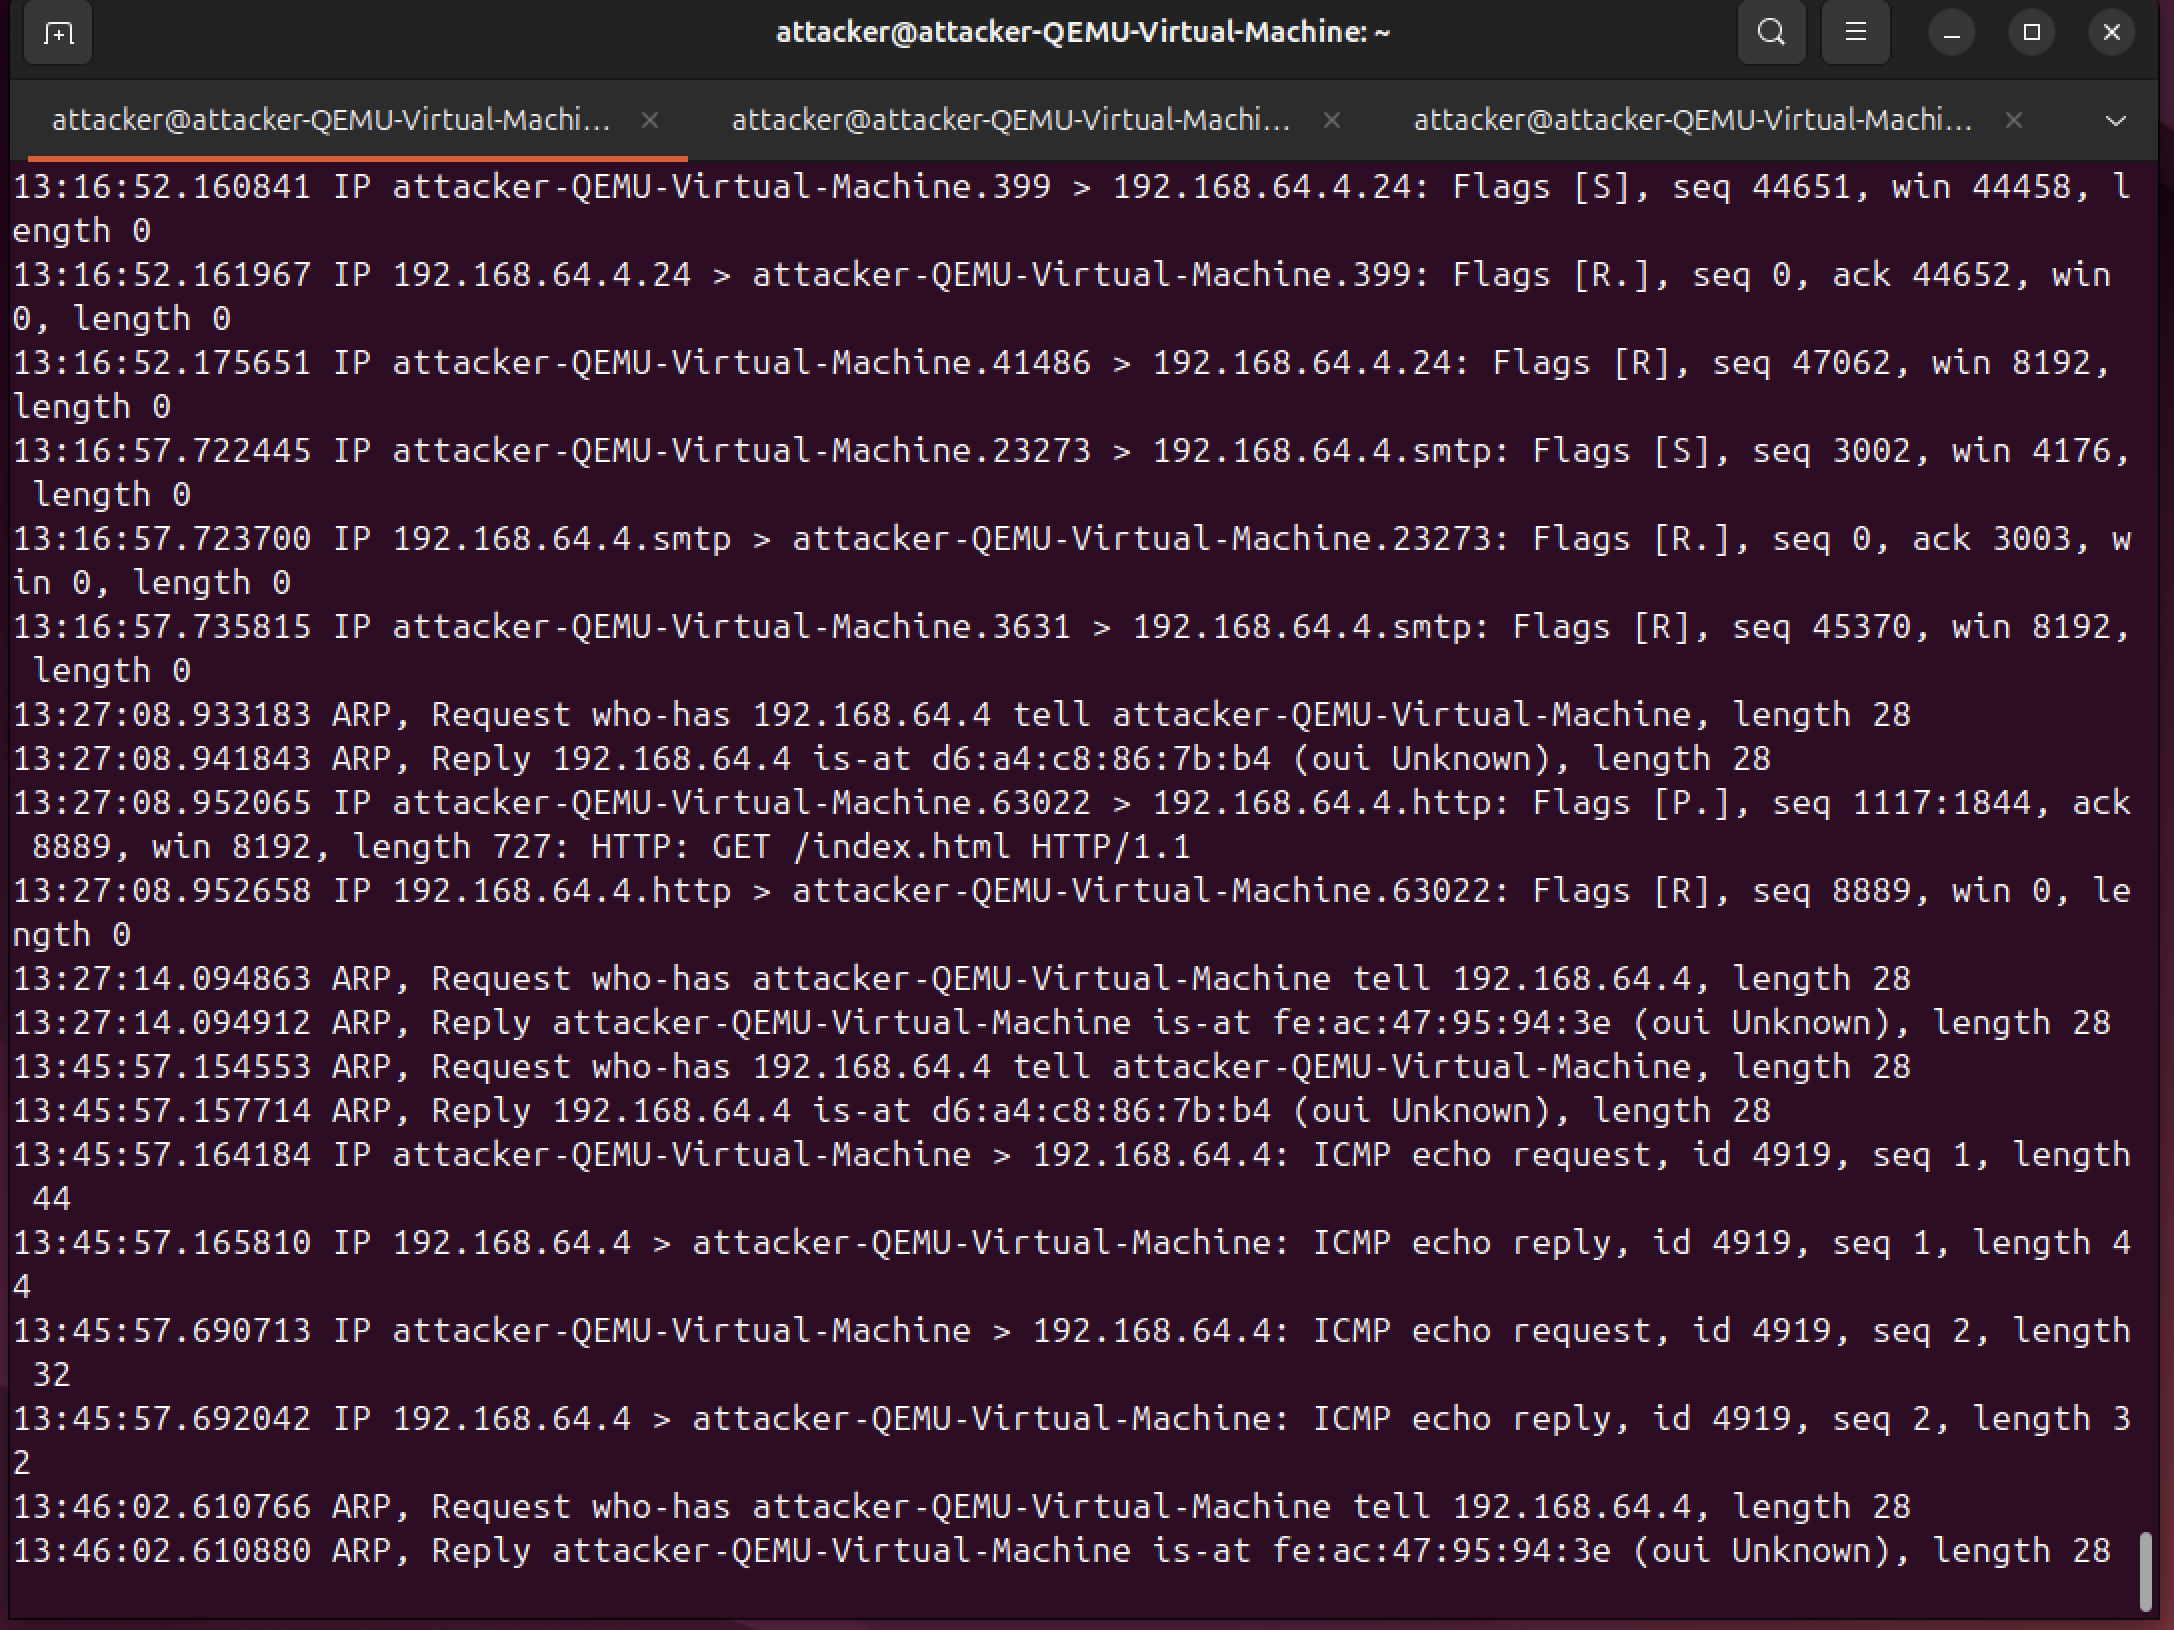 attacker@attacker-QEMU-Virtual-Machine: ~
attacker@attacker-QEMU-Virtual-Machi... attacker@attacker-QEMU-Virtual-Machi... attacker@attacker-QEMU-Virtual-Machi...
13:16:52.160841 IP attacker-QEMU-Virtual-Machine.399 > 192.168.64.4.24: Flags [S], seq 44651, win 44458, l
ength 0
13:16:52.161967 IP 192.168.64.4.24 > attacker-QEMU-Virtual-Machine.399: Flags [R.], seq 0, ack 44652, win
0, length 0
13:16:52.175651 IP attacker-QEMU-Virtual-Machine.41486 > 192.168.64.4.24: Flags [R], seq 47062, win 8192,
length 0
13:16:57.722445 IP attacker-QEMU-Virtual-Machine.23273 > 192.168.64.4.smtp: Flags [S], seq 3002, win 4176,
 length 0
13:16:57.723700 IP 192.168.64.4.smtp > attacker-QEMU-Virtual-Machine.23273: Flags [R.], seq 0, ack 3003, w
in 0, length 0
13:16:57.735815 IP attacker-QEMU-Virtual-Machine.3631 > 192.168.64.4.smtp: Flags [R], seq 45370, win 8192,
 length 0
13:27:08.933183 ARP, Request who-has 192.168.64.4 tell attacker-QEMU-Virtual-Machine, length 28
13:27:08.941843 ARP, Reply 192.168.64.4 is-at d6:a4:c8:86:7b:b4 (oui Unknown), length 28
13:27:08.952065 IP attacker-QEMU-Virtual-Machine.63022 > 192.168.64.4.http: Flags [P.], seq 1117:1844, ack
 8889, win 8192, length 727: HTTP: GET /index.html HTTP/1.1
13:27:08.952658 IP 192.168.64.4.http > attacker-QEMU-Virtual-Machine.63022: Flags [R], seq 8889, win 0, le
ngth 0
13:27:14.094863 ARP, Request who-has attacker-QEMU-Virtual-Machine tell 192.168.64.4, length 28
13:27:14.094912 ARP, Reply attacker-QEMU-Virtual-Machine is-at fe:ac:47:95:94:3e (oui Unknown), length 28
13:45:57.154553 ARP, Request who-has 192.168.64.4 tell attacker-QEMU-Virtual-Machine, length 28
13:45:57.157714 ARP, Reply 192.168.64.4 is-at d6:a4:c8:86:7b:b4 (oui Unknown), length 28
13:45:57.164184 IP attacker-QEMU-Virtual-Machine > 192.168.64.4: ICMP echo request, id 4919, seq 1, length
 44
13:45:57.165810 IP 192.168.64.4 > attacker-QEMU-Virtual-Machine: ICMP echo reply, id 4919, seq 1, length 4
4
13:45:57.690713 IP attacker-QEMU-Virtual-Machine > 192.168.64.4: ICMP echo request, id 4919, seq 2, length
 32
13:45:57.692042 IP 192.168.64.4 > attacker-QEMU-Virtual-Machine: ICMP echo reply, id 4919, seq 2, length 3
2
13:46:02.610766 ARP, Request who-has attacker-QEMU-Virtual-Machine tell 192.168.64.4, length 28
13:46:02.610880 ARP, Reply attacker-QEMU-Virtual-Machine is-at fe:ac:47:95:94:3e (oui Unknown), length 28